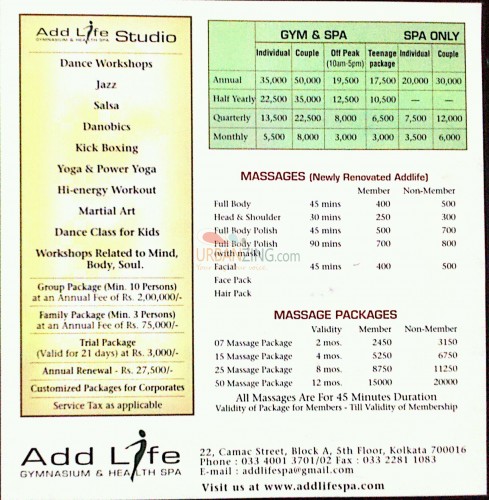 Add Life Studio
GYMNASIUM & HEALTH SPA
Dance Workshops
Jazz
Salsa
Danobics
Kick Boxing
Yoga & Power Yoga
Hi-energy Workout
Martial Art
Dance Class for Kids
Workshops Related to Mind,
Body, Soul.
Group Package (Min. 10 Persons)
at an Annual Fee of Rs. 2,00,000/-
Family Package (Min. 3 Persons)
at an Annual Fee of Rs. 75,000/-
Trial Package
(Valid for 21 days) at Rs. 3,000/-
Annual Renewal - Rs. 27,500/-
Customized Packages for Corporates
Service Tax as applicable
GYM & SPA SPA ONLY
Individual Couple Off Peak Teenage Individual Couple
(10am-5pm) package
Annual 35,000 50,000 19,500 17,500 20,000 30,000
Half Yearly 22,500 35,000 12,500 10,500 — —
Quarterly 13,500 22,500 8,000 6,500 7,500 12,000
Monthly 5,500 8,000 3,000 3,000 3,500 6,000
MASSAGES (Newly Renovated Addlife)
Member Non-Member
Full Body 45 mins 400 500
Head & Shoulder 30 mins 250 300
Full Body Polish 45 mins 500 700
Full Body Polish 90 mins 700 800
(with mask)
URBANZING.com
Facial 45 mins 400 500
Face Pack
Hair Pack
MASSAGE PACKAGES
Validity Member Non-Member
07 Massage Package 2 mos. 2450 3150
15 Massage Package 4 mos. 5250 6750
25 Massage Package 8 mos. 8750 11250
50 Massage Package 12 mos. 15000 20000
All Massages Are For 45 Minutes Duration
Validity of Package for Members - Till Validity of Membership
Add Life
GYMNASIUM & HEALTH SPA
22, Camac Street, Block A, 5th Floor, Kolkata 700016
Phone : 033 4001 3701/02 Fax : 033 2281 1083
E-mail : addlifespa@gmail.com
Visit us at www.addlifespa.com